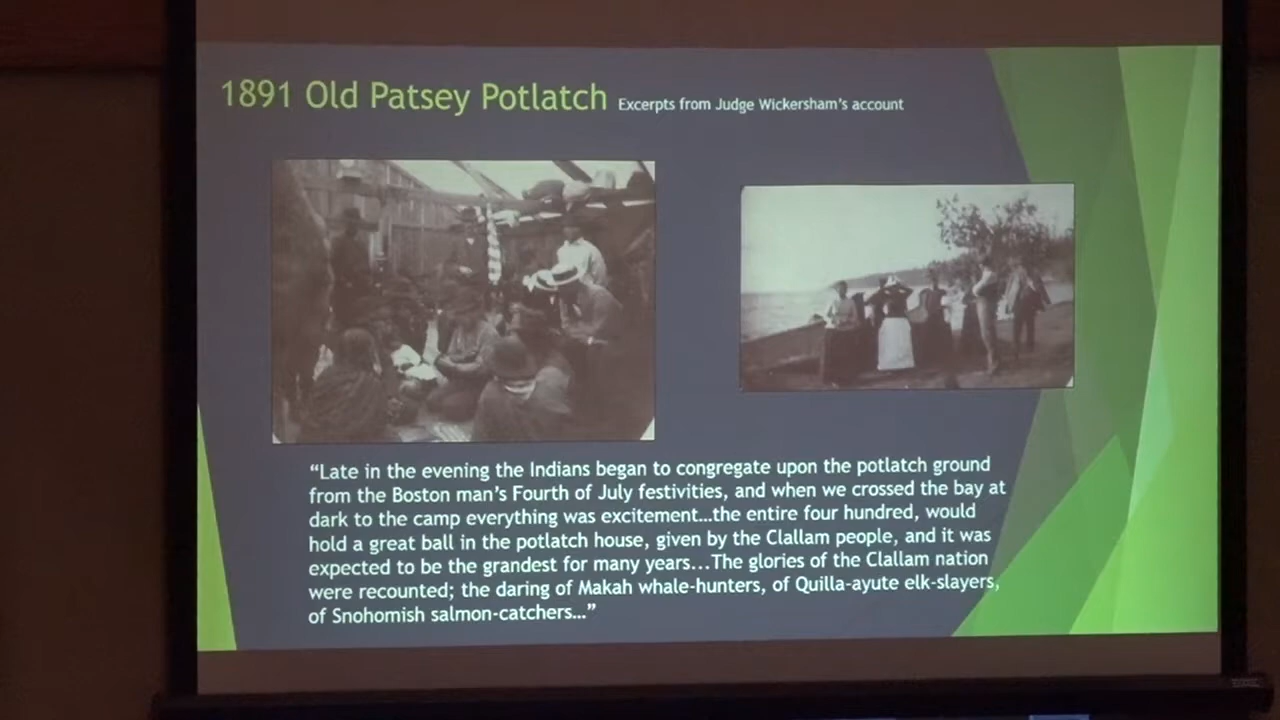 1891 Old Patsey Potlatch Excerpts from Judge Wickersham's account
“Late in the evening the Indians began to congregate upon the potlatch ground
from the Boston man's Fourth of July festivities, and when we crossed the bay at
dark to the camp everything was excitement…the entire four hundred, would
hold a great ball in the potlatch house, given by the Clallam people, and it was
expected to be the grandest for many years...The glories of the Clallam nation
were recounted; the daring of Makah whale-hunters, of Quilla-ayute elk-slayers,
of Snohomish salmon-catchers…”